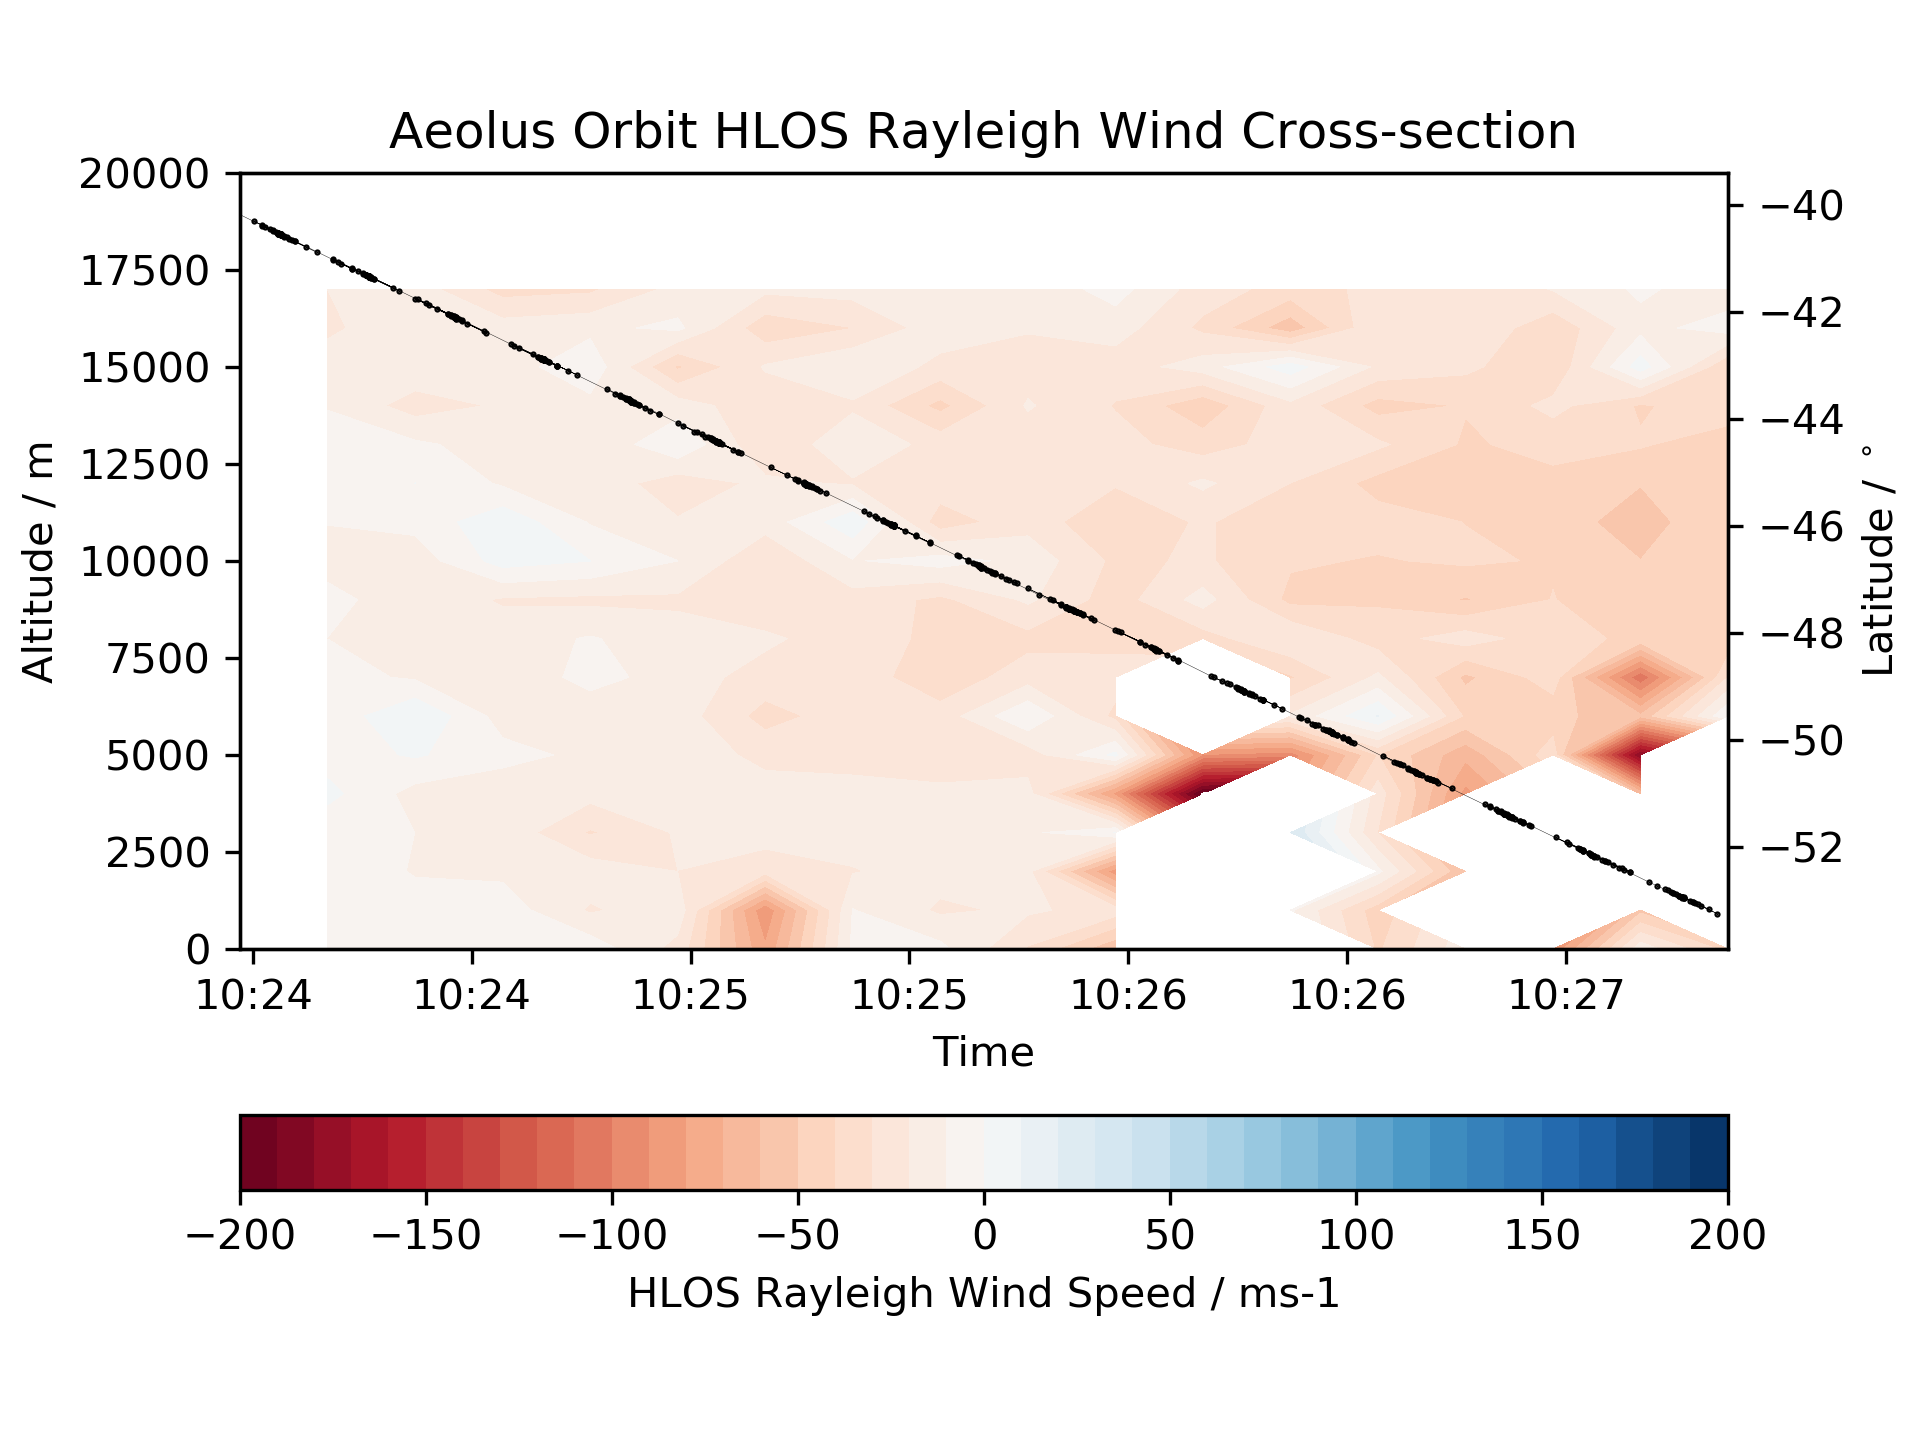 Aeolus Orbit HLOS Rayleigh Wind Cross-section
20000
17500
15000
12500
10000
7500
5000
2500
0
Altitude / m
−40
−42
−44
−46
−48
−50
−52
Latitude / °
10:24 10:24 10:25 10:25 10:26 10:26 10:27
Time
−200 −150 −100 −50 0 50 100 150 200
HLOS Rayleigh Wind Speed / ms-1